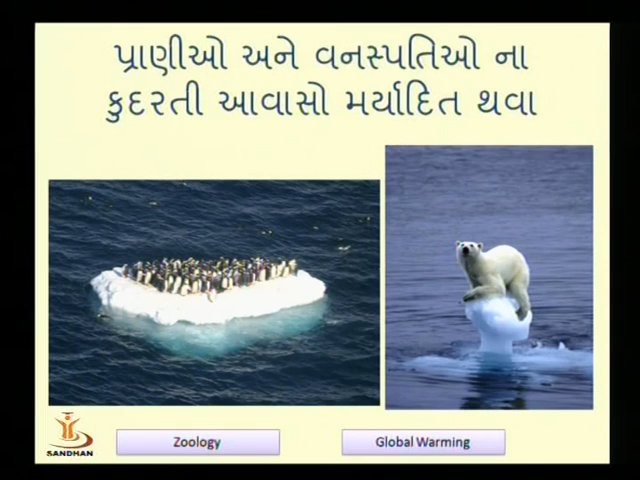 પ્રાણીઓ અને વનસ્પતિઓ ના
કુદરતી આવાસો મર્યાદિત થવા
SANDHAN
Zoology
Global Warming